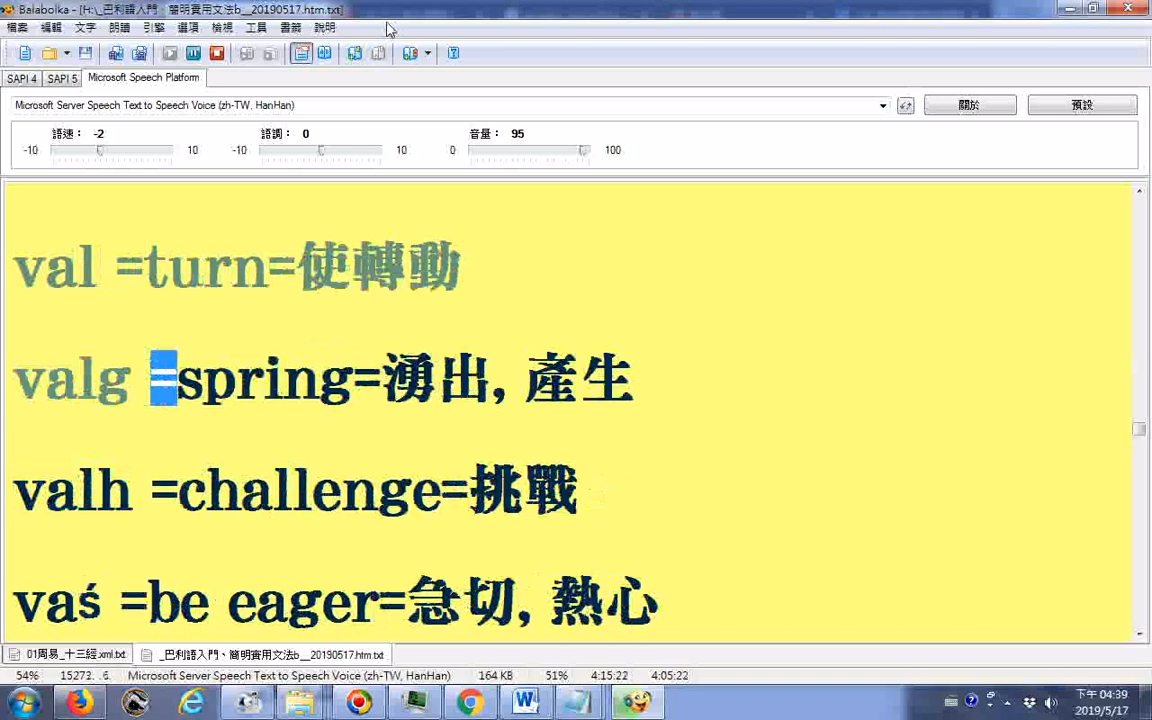 Balabolka - [H:\_巴利語入門、簡明實用文法b__20190517.htm.txt]
檔案 編輯 文字 朗讀 引擎 選項 檢視 工具 書籤 說明
SAPI 4 SAPI 5 Microsoft Speech Platform
Microsoft Server Speech Text to Speech Voice (zh-TW, HanHan) 關於 預設
語速： -2 語調： 0 音量： 95
-10 10 -10 10 0 100
val =turn=使轉動
valg =spring=湧出, 產生
valh =challenge=挑戰
vaś =be eager=急切, 熱心
01周易_十三經.xml.txt _巴利語入門、簡明實用文法b__20190517.htm.txt
54% 15272. .6. Microsoft Server Speech Text to Speech Voice (zh-TW, HanHan) 164 KB 51% 4:15:22 4:05:22
下午 04:39
2019/5/17